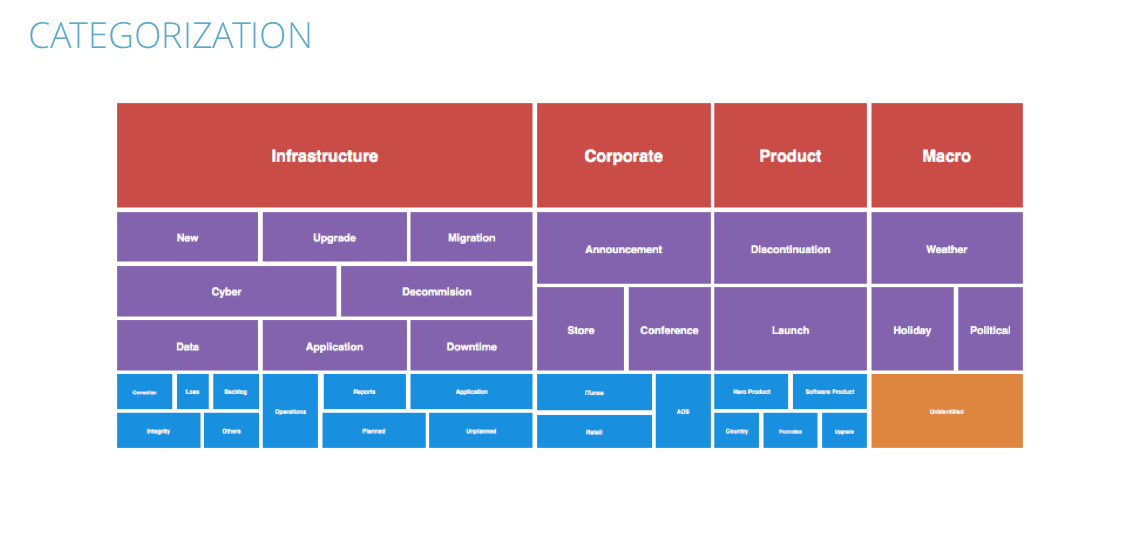 CATEGORIZATION
Infrastructure
Corporate
Product
Macro
New
Upgrade
Migration
Announcement
Discontinuation
Weather
Cyber
Decommision
Store
Conference
Launch
Holiday
Political
Data
Application
Downtime
Loss
Backlog
Operations
Reports
Application
iTunes
AOS
Hero Product
Software Product
Unidentified
Integrity
Others
Planned
Unplanned
Retail
Country
Promotion
Upgrade